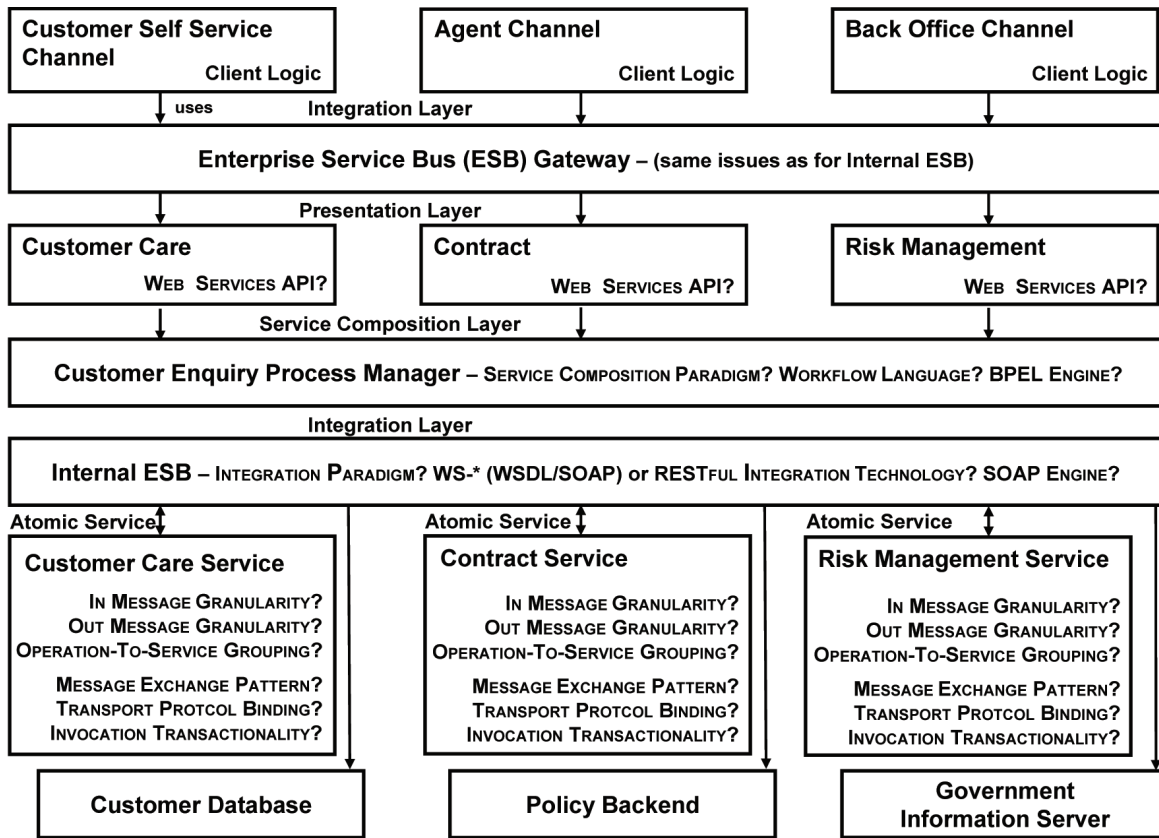 Customer Self Service
Channel
Client Logic
Agent Channel
Client Logic
Back Office Channel
Client Logic
uses
Integration Layer
Enterprise Service Bus (ESB) Gateway – (same issues as for Internal ESB)
Presentation Layer
Customer Care
WEB SERVICES API?
Contract
WEB SERVICES API?
Risk Management
WEB SERVICES API?
Service Composition Layer
Customer Enquiry Process Manager – SERVICE COMPOSITION PARADIGM? WORKFLOW LANGUAGE? BPEL ENGINE?
Integration Layer
Internal ESB – INTEGRATION PARADIGM? WS-* (WSDL/SOAP) or RESTFUL INTEGRATION TECHNOLOGY? SOAP ENGINE?
Atomic Service
Customer Care Service
IN MESSAGE GRANULARITY?
OUT MESSAGE GRANULARITY?
OPERATION-TO-SERVICE GROUPING?
MESSAGE EXCHANGE PATTERN?
TRANSPORT PROTCOL BINDING?
INVOCATION TRANSACTIONALITY?
Atomic Service
Contract Service
IN MESSAGE GRANULARITY?
OUT MESSAGE GRANULARITY?
OPERATION-TO-SERVICE GROUPING?
MESSAGE EXCHANGE PATTERN?
TRANSPORT PROTCOL BINDING?
INVOCATION TRANSACTIONALITY?
Atomic Service
Risk Management Service
IN MESSAGE GRANULARITY?
OUT MESSAGE GRANULARITY?
OPERATION-TO-SERVICE GROUPING?
MESSAGE EXCHANGE PATTERN?
TRANSPORT PROTCOL BINDING?
INVOCATION TRANSACTIONALITY?
Customer Database
Policy Backend
Government
Information Server